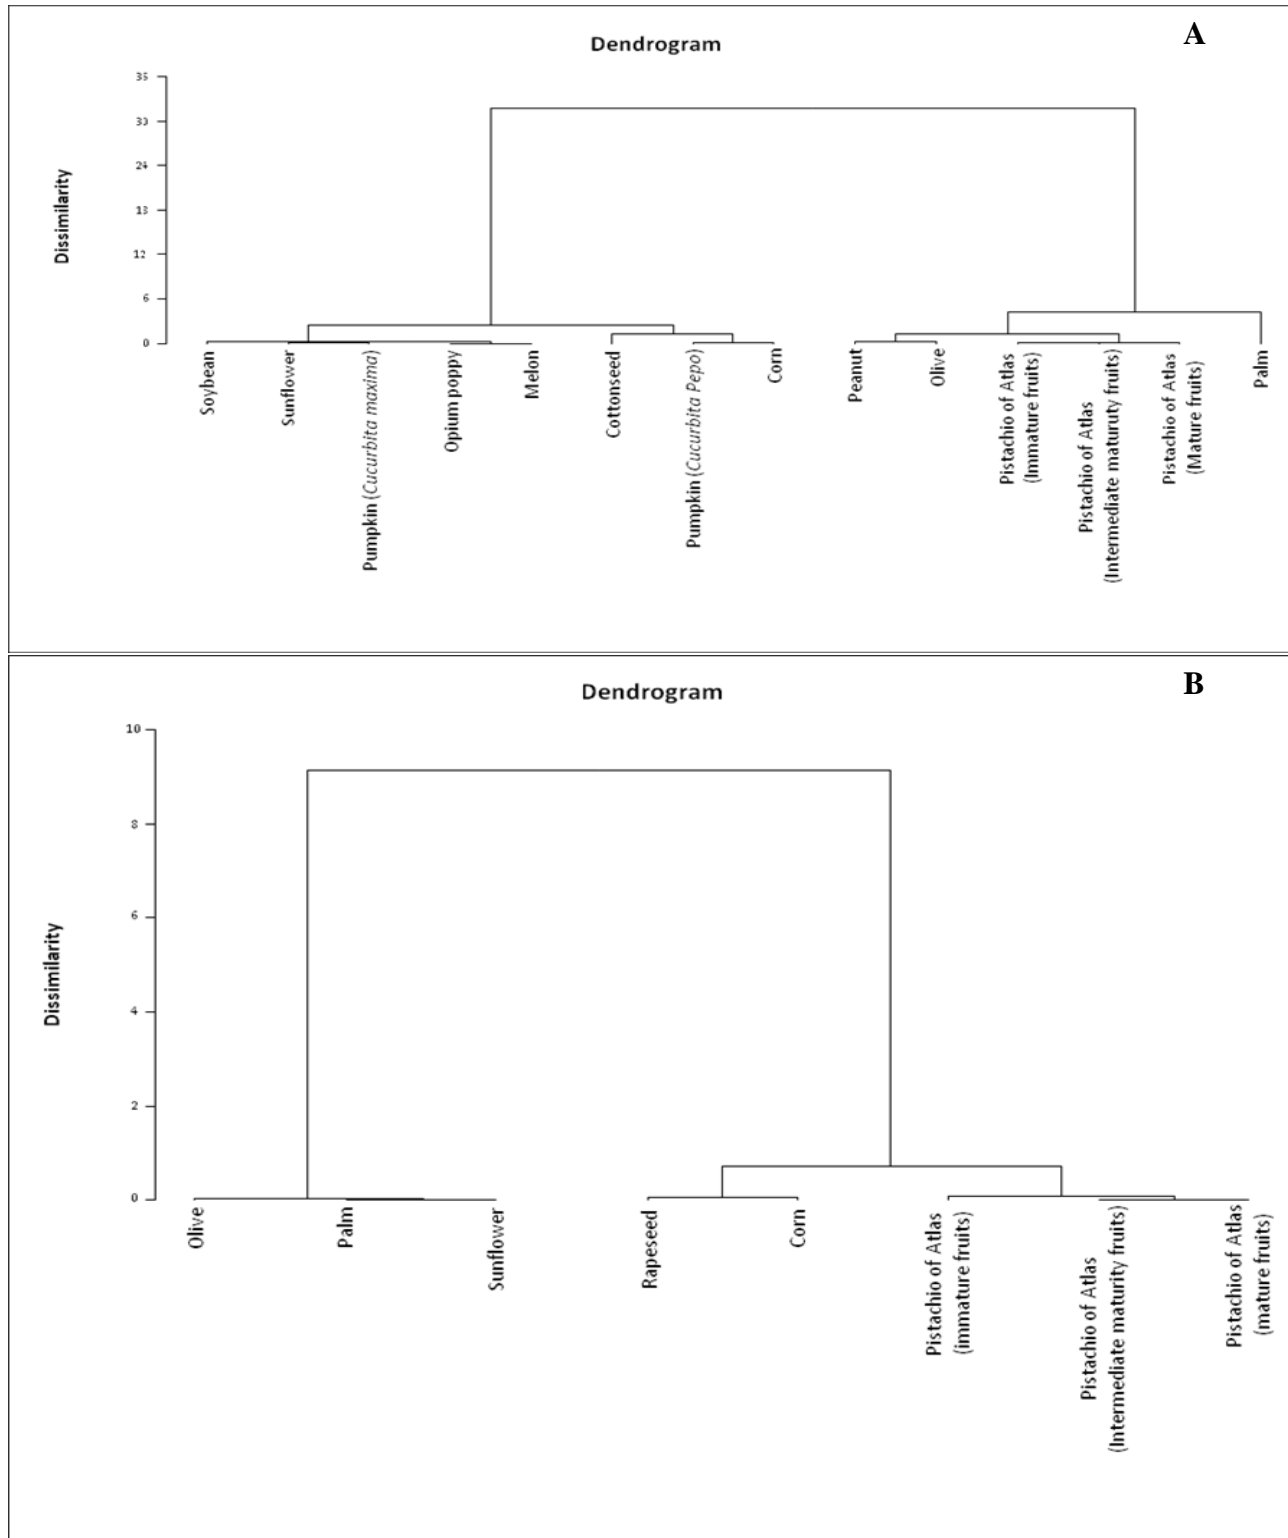 A
Dendrogram
36
30
24
18
12
6
0
Dissimilarity
Soybean
Sunflower
Pumpkin (Cucurbita maxima)
Opium poppy
Melon
Cottonseed
Pumpkin (Cucurbita Pepo)
Corn
Peanut
Olive
Pistachio of Atlas
(Immature fruits)
Pistachio of Atlas
(Intermediate maturuty fruits)
Pistachio of Atlas
(Mature fruits)
Palm
B
Dendrogram
10
8
6
4
2
0
Dissimilarity
Olive
Palm
Sunflower
Rapeseed
Corn
Pistachio of Atlas
(immature fruits)
Pistachio of Atlas
(Intermediate maturity fruits)
Pistachio of Atlas
(mature fruits)